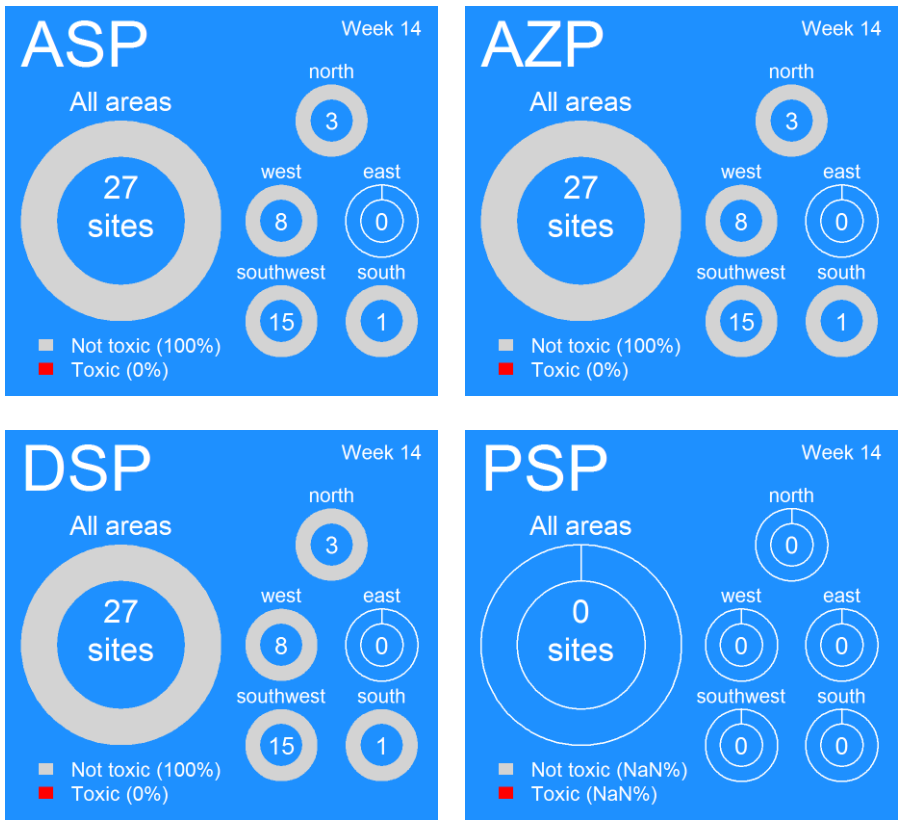 ASP
Week 14
north
All areas
3
27
sites
west
east
8
0
southwest
south
15
1
Not toxic (100%)
Toxic (0%)
AZP
Week 14
north
All areas
3
27
sites
west
east
8
0
southwest
south
15
1
Not toxic (100%)
Toxic (0%)
DSP
Week 14
north
All areas
3
27
sites
west
east
8
0
southwest
south
15
1
Not toxic (100%)
Toxic (0%)
PSP
Week 14
north
All areas
0
0
sites
west
east
0
0
southwest
south
0
0
Not toxic (NaN%)
Toxic (NaN%)